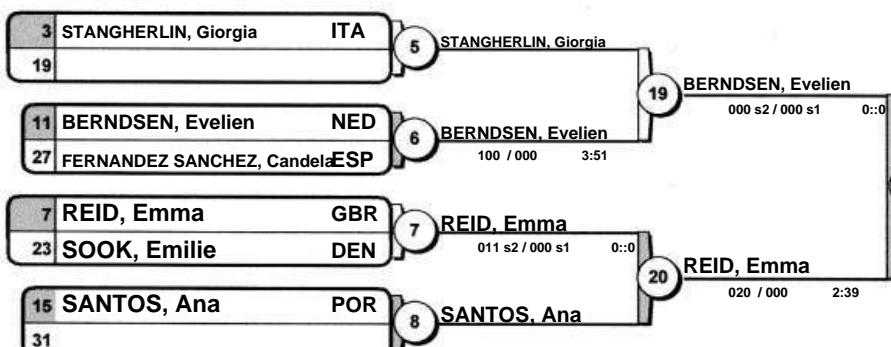 3 STANGHERLIN, Giorgia ITA
19
5
STANGHERLIN, Giorgia
11 BERNDSEN, Evelien NED
27 FERNANDEZ SANCHEZ, Candela ESP
6
BERNDSEN, Evelien
100 / 000 3:51
19
BERNDSEN, Evelien
000 s2 / 000 s1 0::0
7 REID, Emma GBR
23 SOOK, Emilie DEN
7
REID, Emma
011 s2 / 000 s1 0::0
15 SANTOS, Ana POR
31
8
SANTOS, Ana
20
REID, Emma
020 / 000 2:39